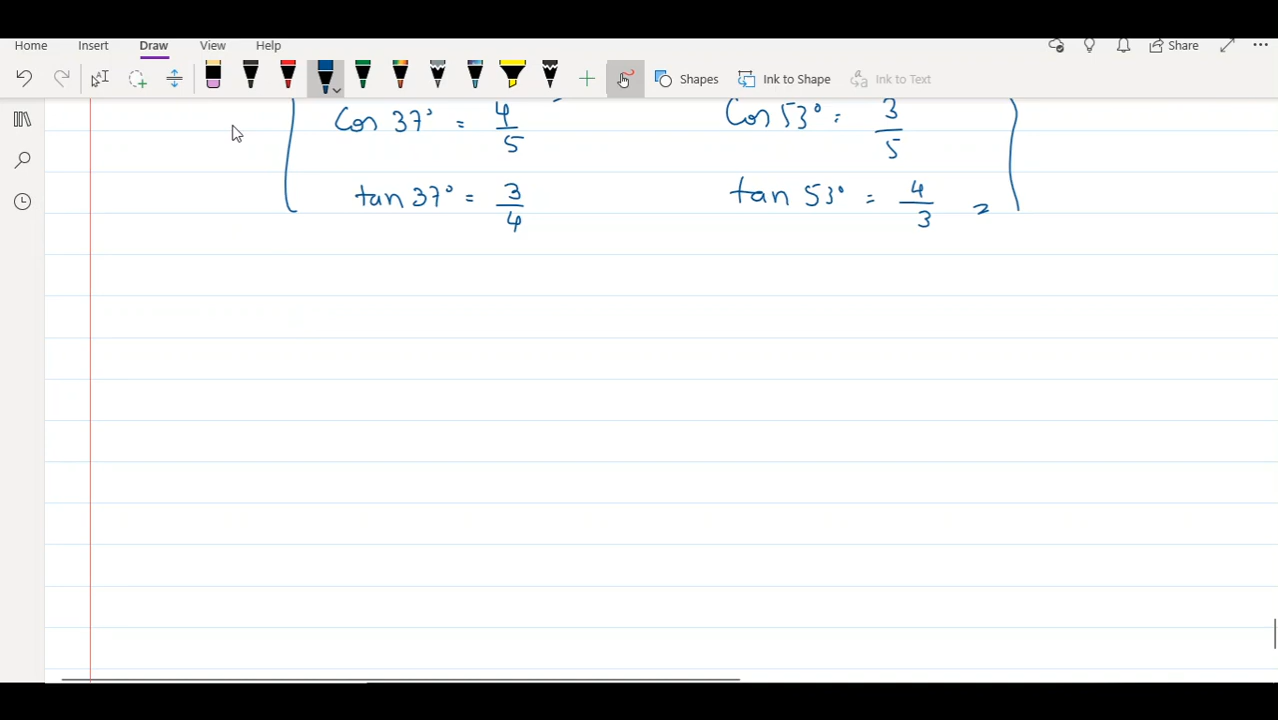 Home Insert Draw View Help Share
Shapes Ink to Shape Ink to Text
Cos 37° = 4/5 Cos 53° = 3/5
tan 37° = 3/4 tan 53° = 4/3